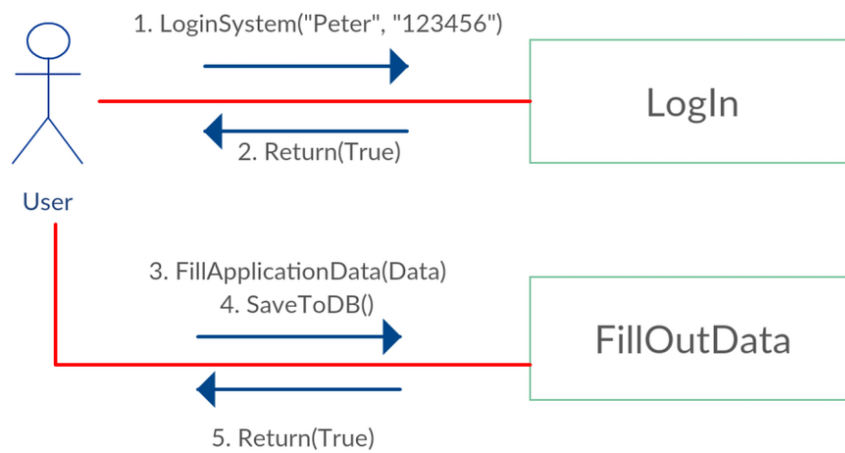 1. LoginSystem("Peter", "123456")
LogIn
2. Return(True)
User
3. FillApplicationData(Data)
4. SaveToDB()
FillOutData
5. Return(True)